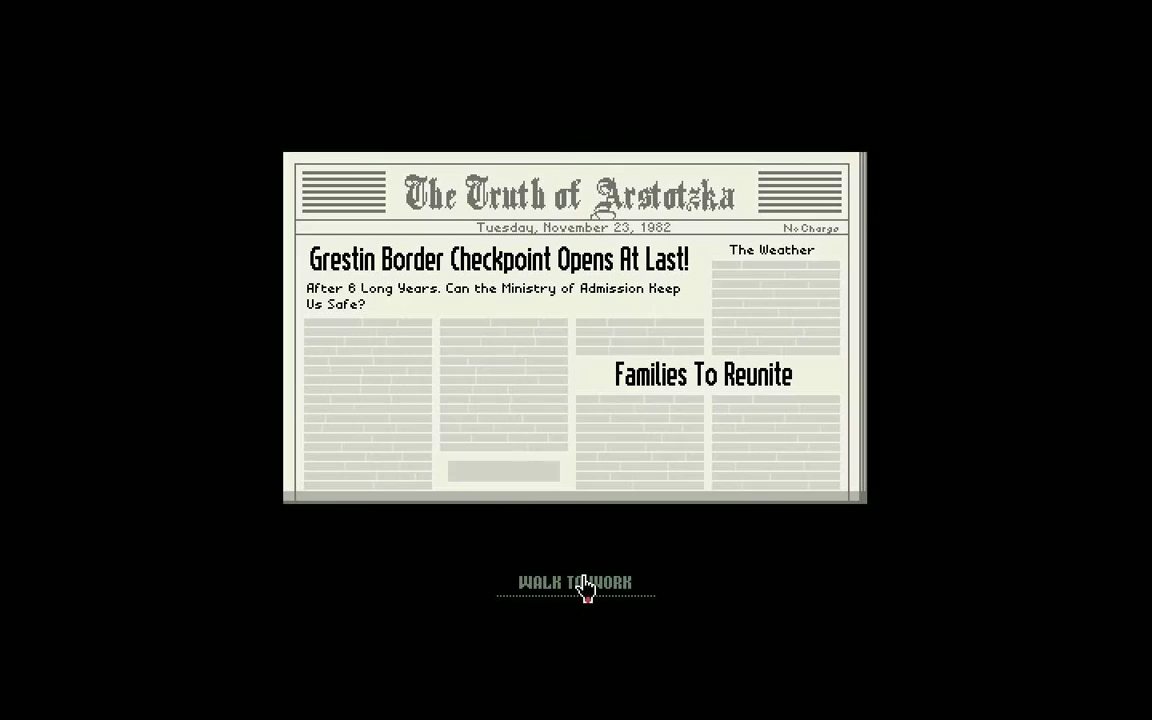 The Truth of Arstotzka
Tuesday, November 23, 1982
No Charge
Grestin Border Checkpoint Opens At Last!
After 6 Long Years. Can the Ministry of Admission Keep
Us Safe?
The Weather
Families To Reunite
WALK TO WORK